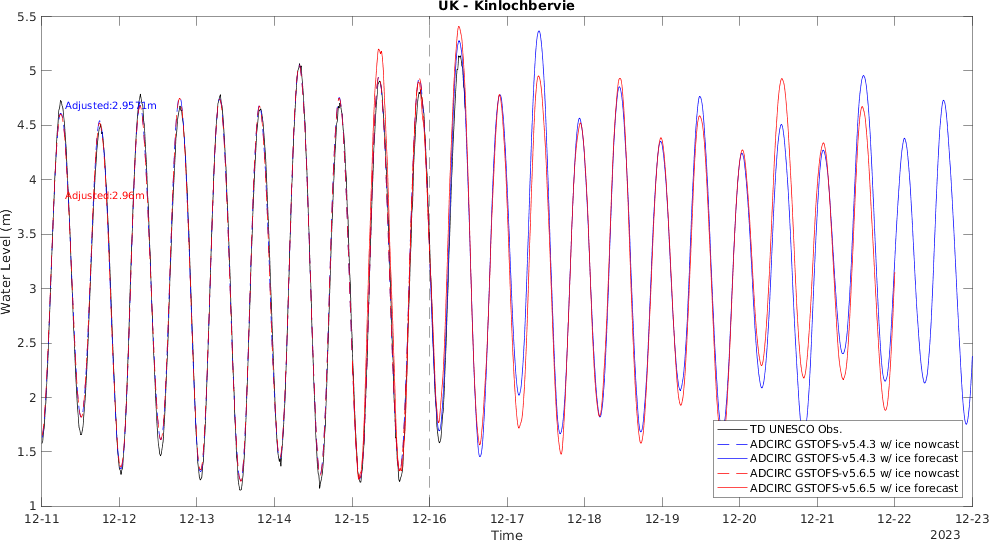 UK - Kinlochbervie
5.5
5
4.5
4
3.5
3
2.5
2
1.5
1
Water Level (m)
Adjusted:2.9571m
Adjusted:2.96m
TD UNESCO Obs.
ADCIRC GSTOFS-v5.4.3 w/ ice nowcast
ADCIRC GSTOFS-v5.4.3 w/ ice forecast
ADCIRC GSTOFS-v5.6.5 w/ ice nowcast
ADCIRC GSTOFS-v5.6.5 w/ ice forecast
12-11 12-12 12-13 12-14 12-15 12-16 12-17 12-18 12-19 12-20 12-21 12-22 12-23
Time
2023